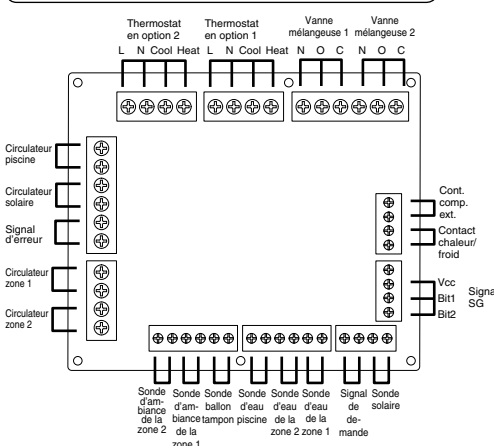 Thermostat
en option 2
Thermostat
en option 1
Vanne
mélangeuse 1
Vanne
mélangeuse 2
L N Cool Heat
L N Cool Heat
N O C
N O C
Circulateur
piscine
Circulateur
solaire
Signal
d'erreur
Circulateur
zone 1
Circulateur
zone 2
Cont.
comp.
ext.
Contact
chaleur/
froid
Vcc
Bit1
Bit2
Signal
SG
Sonde
d'am-
biance
de la
zone 2
Sonde
d'am-
biance
de la
zone 1
Sonde
ballon
tampon
Sonde
d'eau
piscine
Sonde
d'eau
de la
zone 2
Sonde
d'eau
de la
zone 1
Signal
de
de-
mande
Sonde
solaire